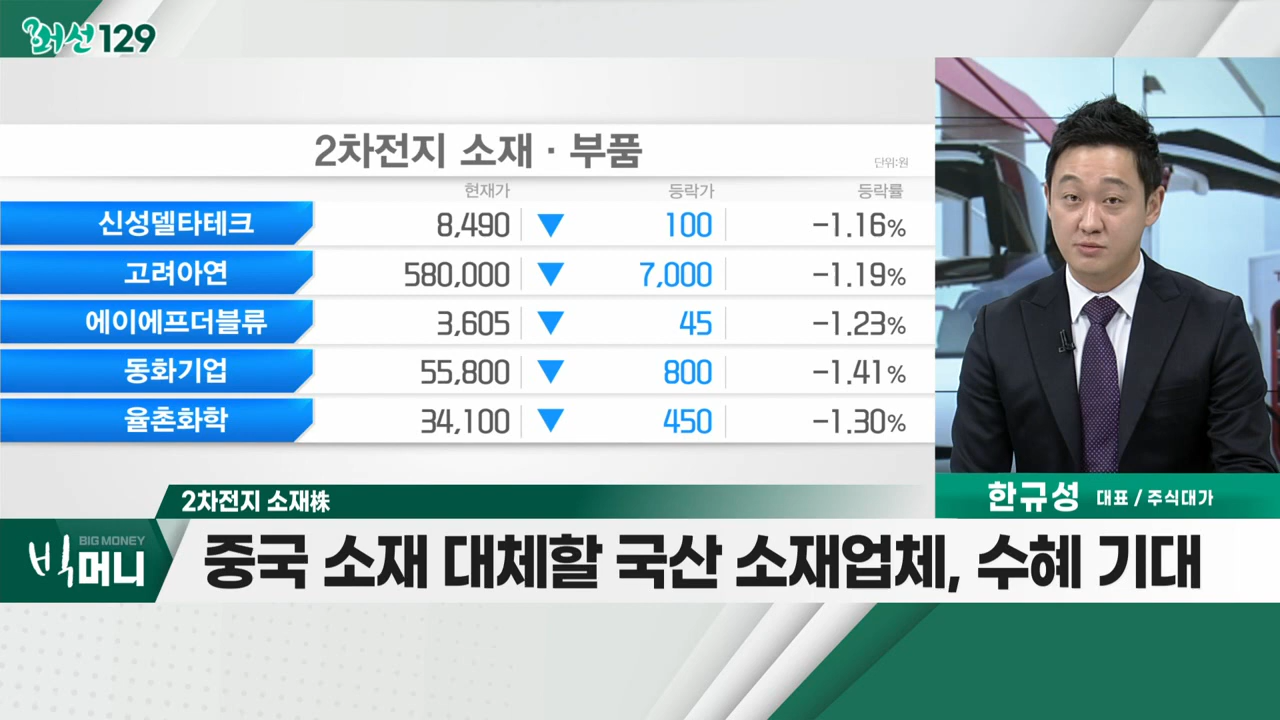 머선129
2차전지 소재 · 부품
단위:원
현재가 등락가 등락률
신성델타테크 8,490 ▼ 100 -1.16%
고려아연 580,000 ▼ 7,000 -1.19%
에이에프더블류 3,605 ▼ 45 -1.23%
동화기업 55,800 ▼ 800 -1.41%
율촌화학 34,100 ▼ 450 -1.30%
한규성 대표 / 주식대가
2차전지 소재株
BIG MONEY
빅머니
중국 소재 대체할 국산 소재업체, 수혜 기대